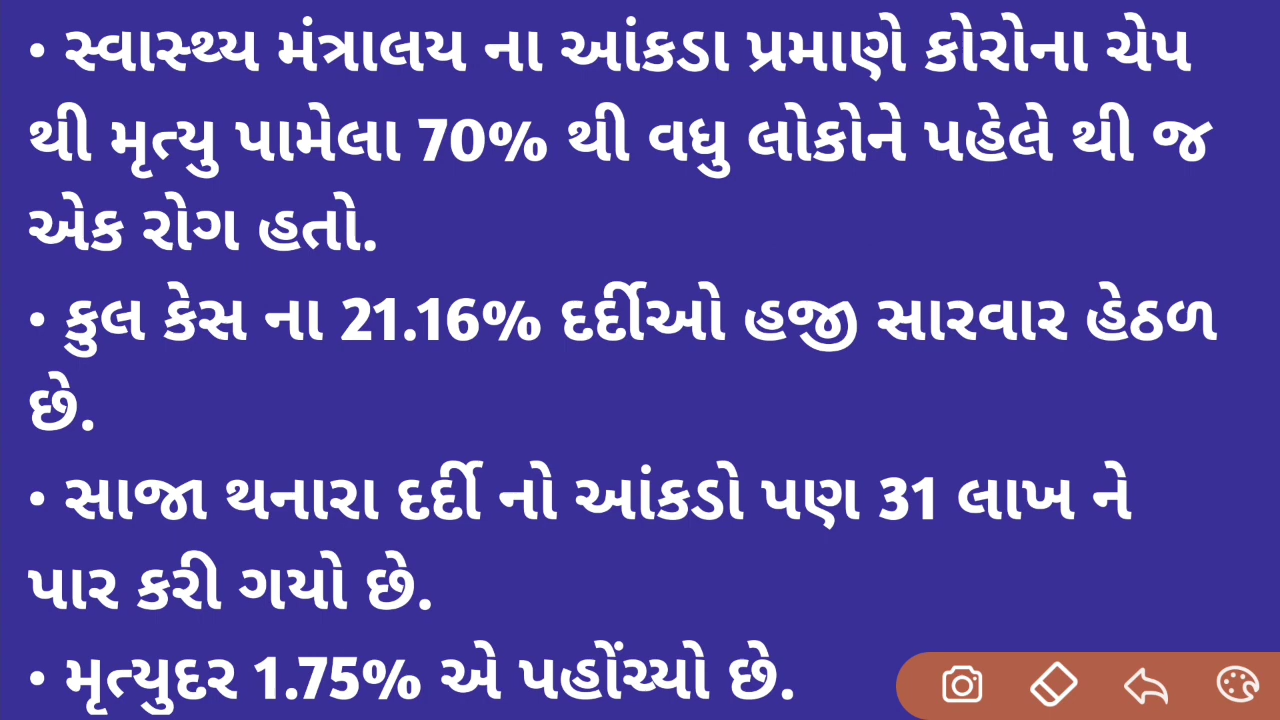 • સ્વાસ્થ્ય મંત્રાલય ના આંકડા પ્રમાણે કોરોના ચેપ
થી મૃત્યુ પામેલા 70% થી વધુ લોકોને પહેલે થી જ
એક રોગ હતો.
• કુલ કેસ ના 21.16% દર્દીઓ હજી સારવાર હેઠળ
છે.
• સાજા થનારા દર્દી નો આંકડો પણ 31 લાખ ને
પાર કરી ગયો છે.
• મૃત્યુદર 1.75% એ પહોંચ્યો છે.